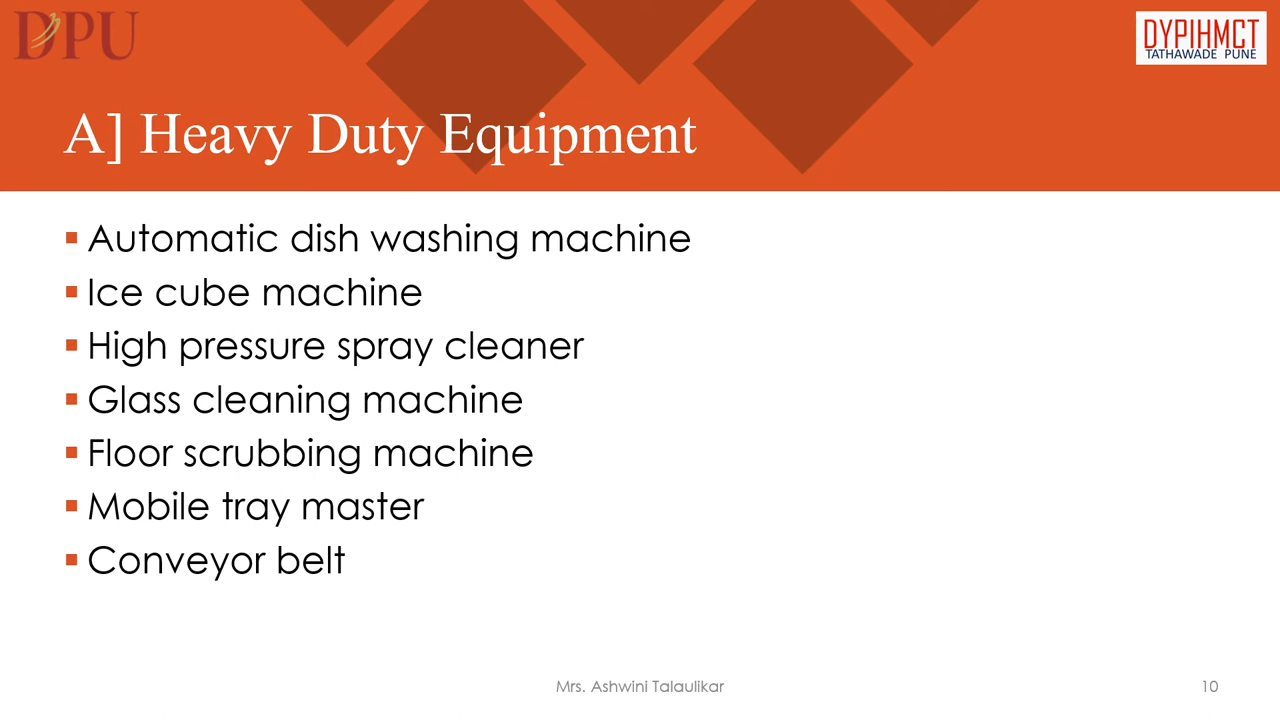 DPU
DYPIHMCT
TATHAWADE PUNE
A] Heavy Duty Equipment
▪ Automatic dish washing machine
▪ Ice cube machine
▪ High pressure spray cleaner
▪ Glass cleaning machine
▪ Floor scrubbing machine
▪ Mobile tray master
▪ Conveyor belt
Mrs. Ashwini Talaulikar
10